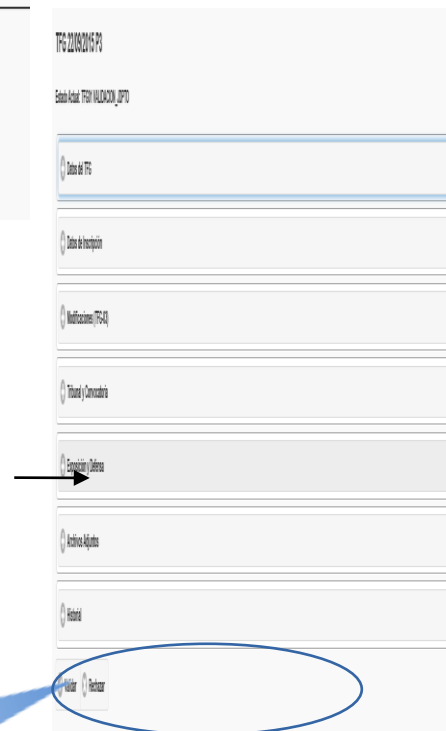 TFG 22/09/2015 P3
Estado Actual: TFG01 VALIDACION_DPTO
Datos del TFG
Datos de Inscripción
Modificaciones (TFG-03)
Tribunal y Convocatoria
Exposición y Defensa
Archivos Adjuntos
Historial
Validar Rechazar